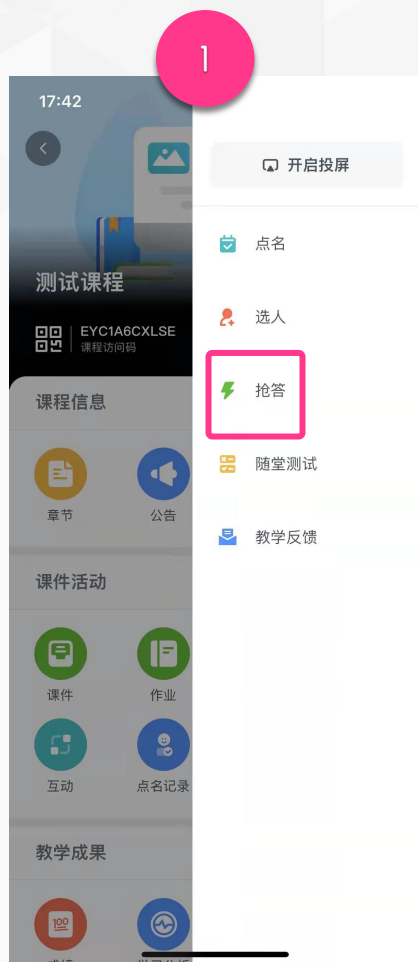 1
17:42
开启投屏
点名
测试课程
选人
EYC1A6CXLSE
课程访问码
抢答
课程信息
随堂测试
章节
公告
教学反馈
课件活动
课件
作业
互动
点名记录
教学成果
100